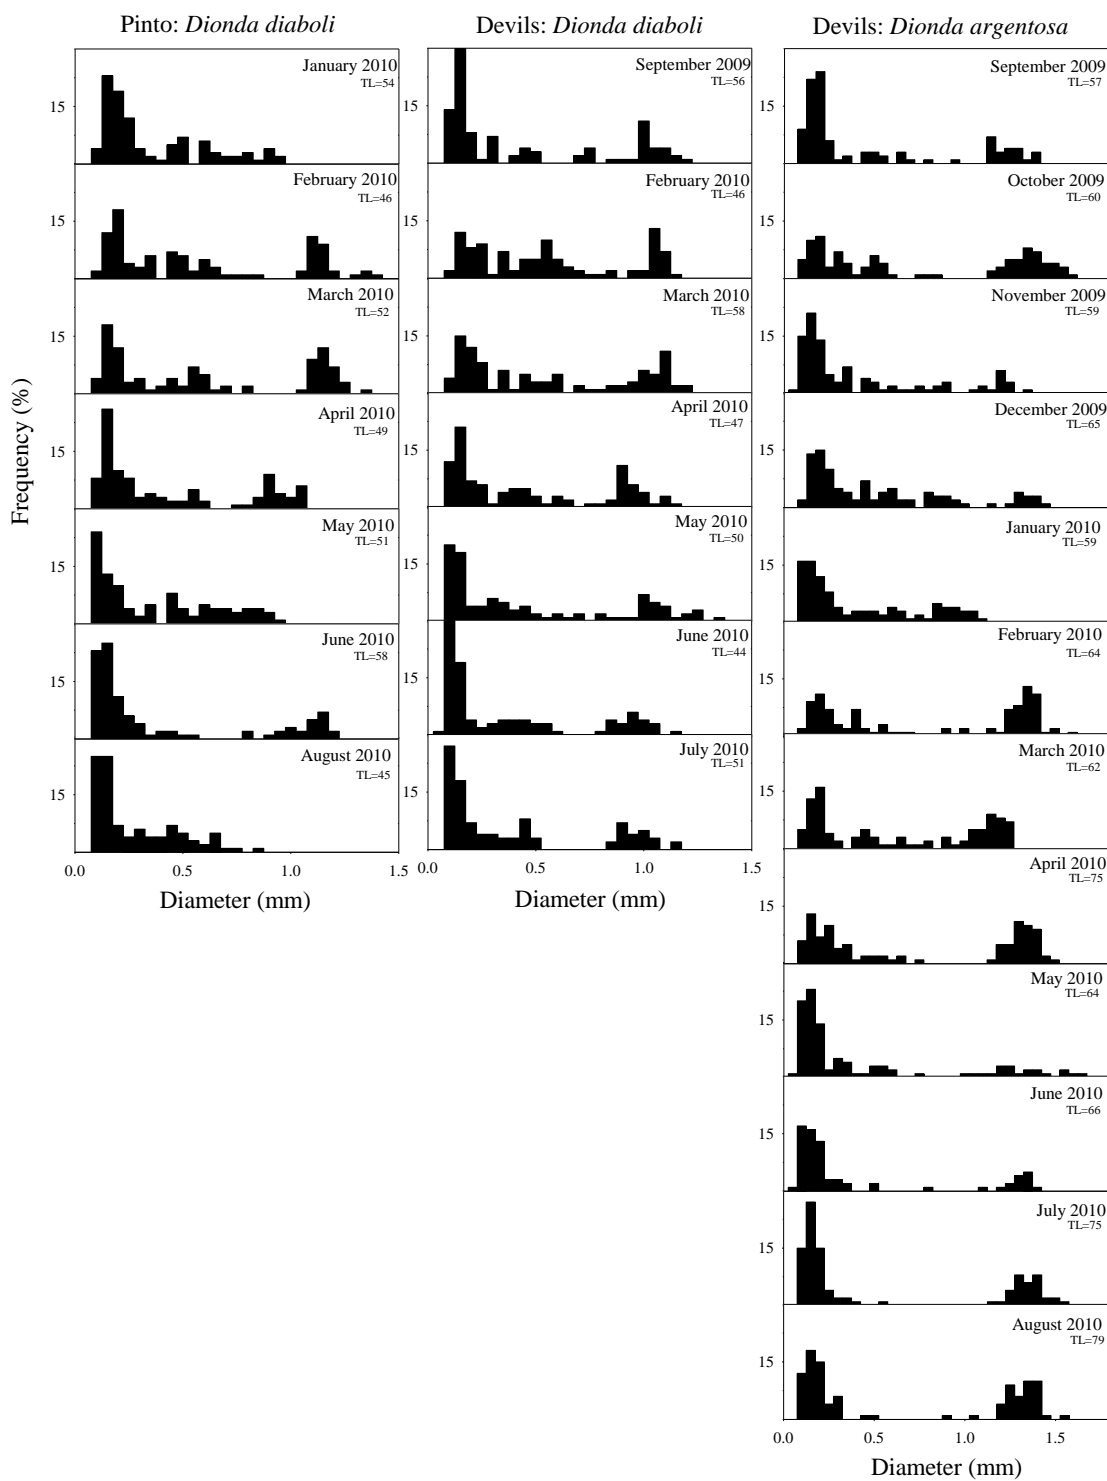 Pinto: Dionda diaboli
Devils: Dionda diaboli
Devils: Dionda argentosa
Frequency (%)
January 2010
TL=54
15
February 2010
TL=46
15
March 2010
TL=52
15
April 2010
TL=49
15
May 2010
TL=51
15
June 2010
TL=58
15
August 2010
TL=45
15
0.0 0.5 1.0 1.5
Diameter (mm)
September 2009
TL=56
15
February 2010
TL=46
15
March 2010
TL=58
15
April 2010
TL=47
15
May 2010
TL=50
15
June 2010
TL=44
15
July 2010
TL=51
15
0.0 0.5 1.0 1.5
Diameter (mm)
September 2009
TL=57
15
October 2009
TL=60
15
November 2009
TL=59
15
December 2009
TL=65
15
January 2010
TL=59
15
February 2010
TL=64
15
March 2010
TL=62
15
April 2010
TL=75
15
May 2010
TL=64
15
June 2010
TL=66
15
July 2010
TL=75
15
August 2010
TL=79
15
0.0 0.5 1.0 1.5
Diameter (mm)